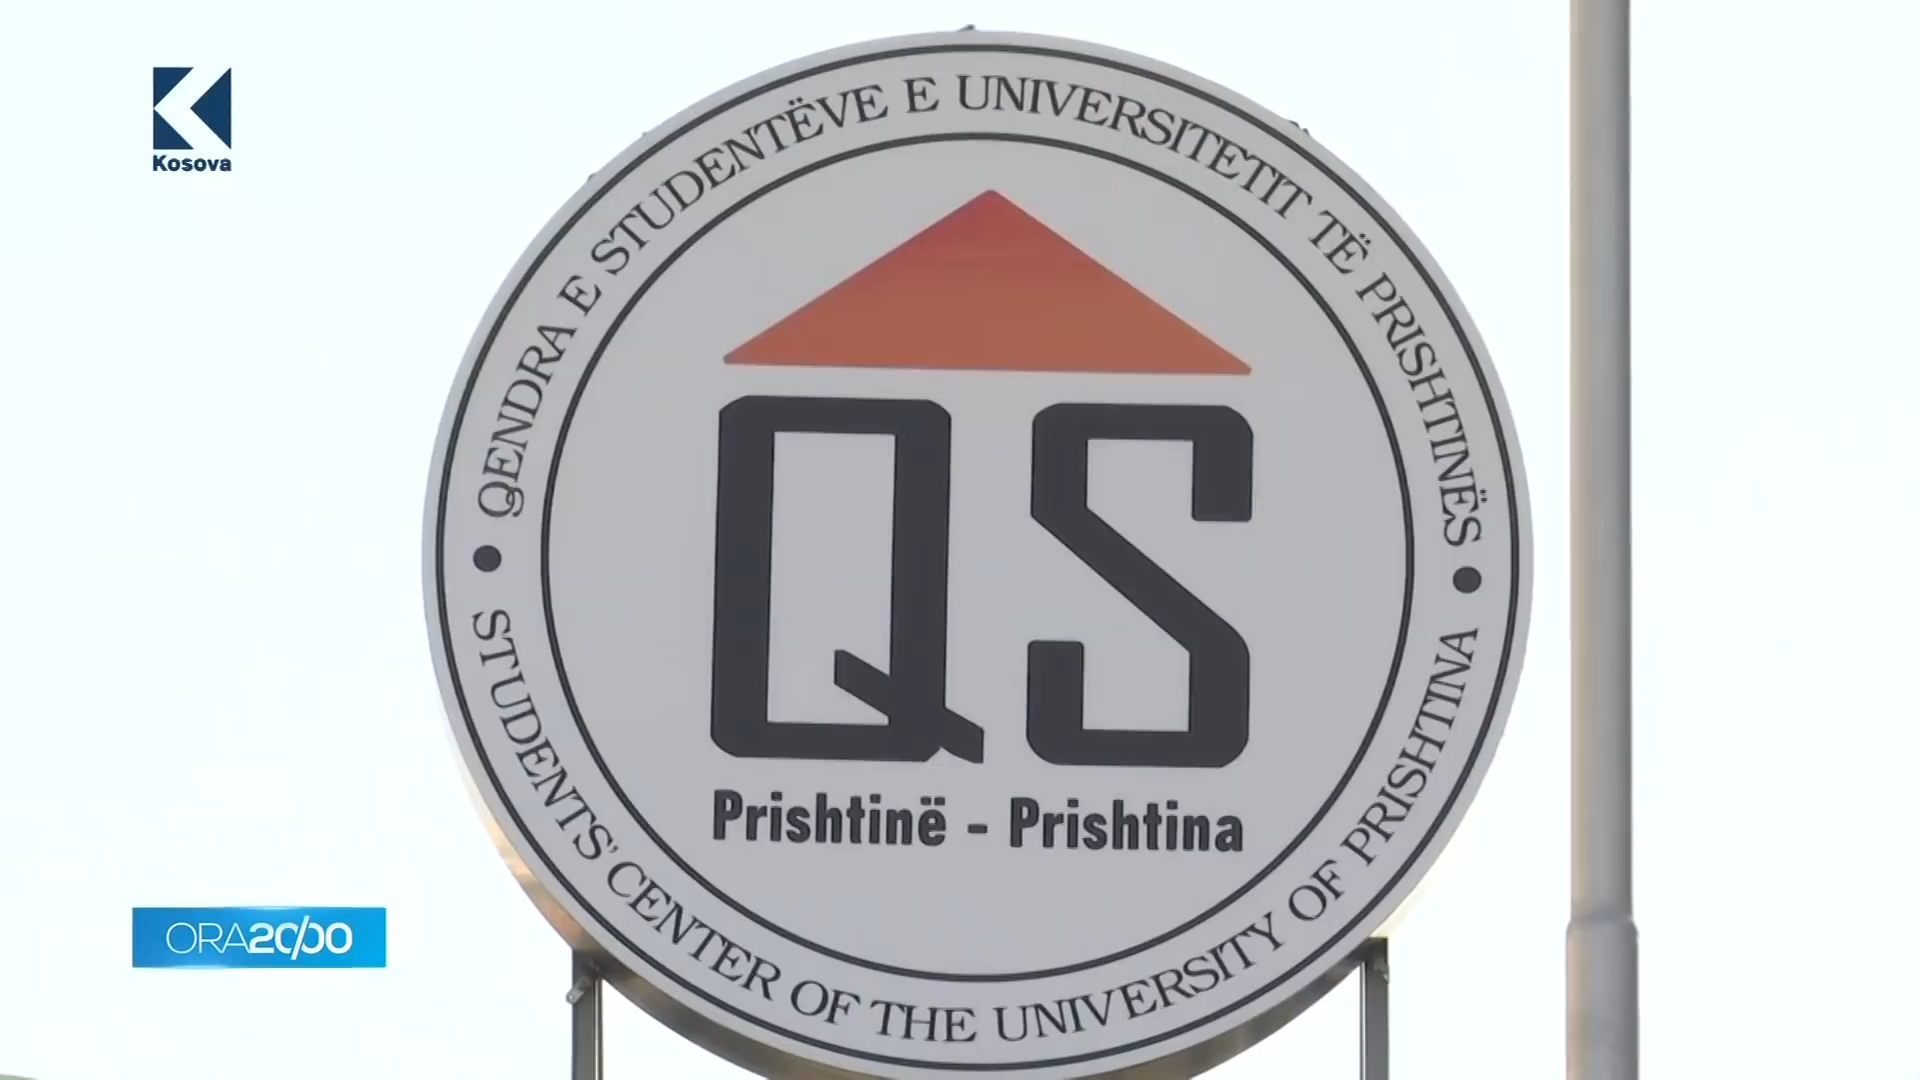 Kosova
QENDRA E STUDENTËVE E UNIVERSITETIT TË PRISHTINËS
QS
Prishtinë - Prishtina
STUDENTS' CENTER OF THE UNIVERSITY OF PRISHTINA
ORA20/00